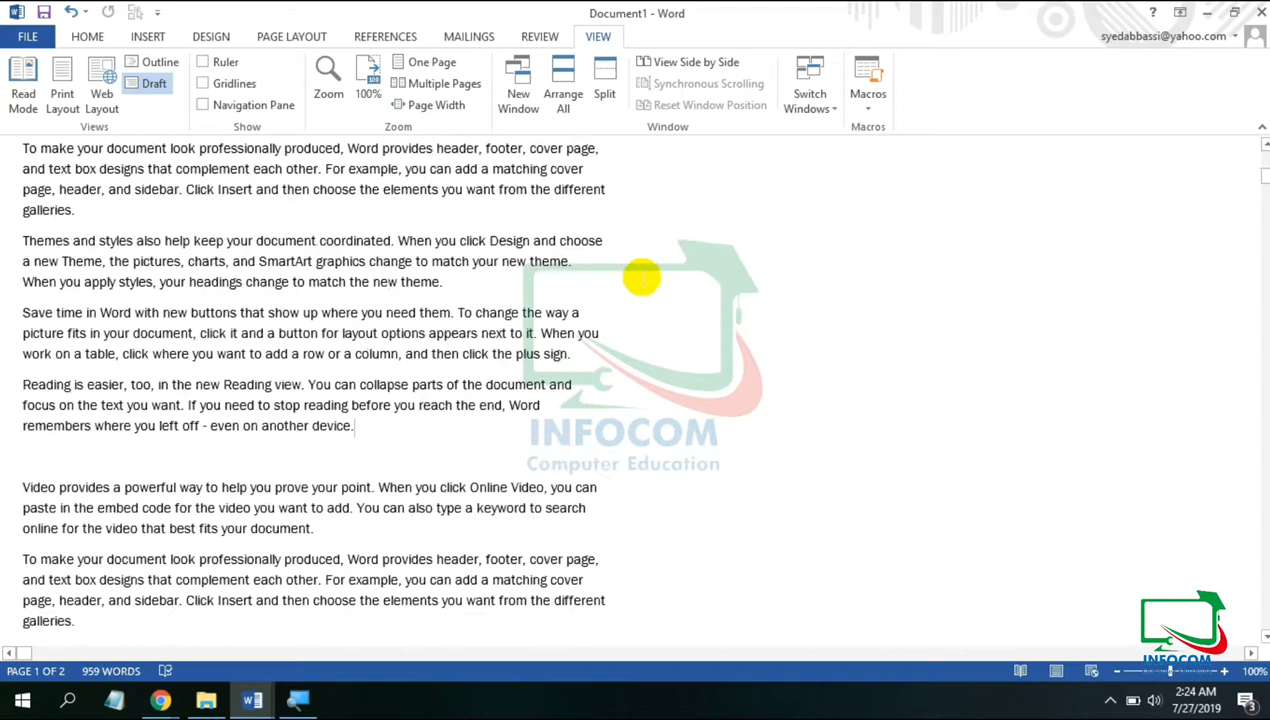 Document1 - Word
?
FILE HOME INSERT DESIGN PAGE LAYOUT REFERENCES MAILINGS REVIEW VIEW
syedabbassi@yahoo.com
Read Mode
Print Layout
Web Layout
Outline
Draft
Views
Ruler
Gridlines
Navigation Pane
Show
Zoom
100%
100
One Page
Multiple Pages
Page Width
Zoom
New Window
Arrange All
Split
View Side by Side
Synchronous Scrolling
Reset Window Position
Switch Windows
Window
Macros
Macros
To make your document look professionally produced, Word provides header, footer, cover page,
and text box designs that complement each other. For example, you can add a matching cover
page, header, and sidebar. Click Insert and then choose the elements you want from the different
galleries.
Themes and styles also help keep your document coordinated. When you click Design and choose
a new Theme, the pictures, charts, and SmartArt graphics change to match your new theme.
When you apply styles, your headings change to match the new theme.
Save time in Word with new buttons that show up where you need them. To change the way a
picture fits in your document, click it and a button for layout options appears next to it. When you
work on a table, click where you want to add a row or a column, and then click the plus sign.
Reading is easier, too, in the new Reading view. You can collapse parts of the document and
focus on the text you want. If you need to stop reading before you reach the end, Word
remembers where you left off - even on another device.
INFOCOM
Computer Education
Video provides a powerful way to help you prove your point. When you click Online Video, you can
paste in the embed code for the video you want to add. You can also type a keyword to search
online for the video that best fits your document.
To make your document look professionally produced, Word provides header, footer, cover page,
and text box designs that complement each other. For example, you can add a matching cover
page, header, and sidebar. Click Insert and then choose the elements you want from the different
galleries.
INFOCOM
PAGE 1 OF 2 959 WORDS
100%
2:24 AM
7/27/2019
3